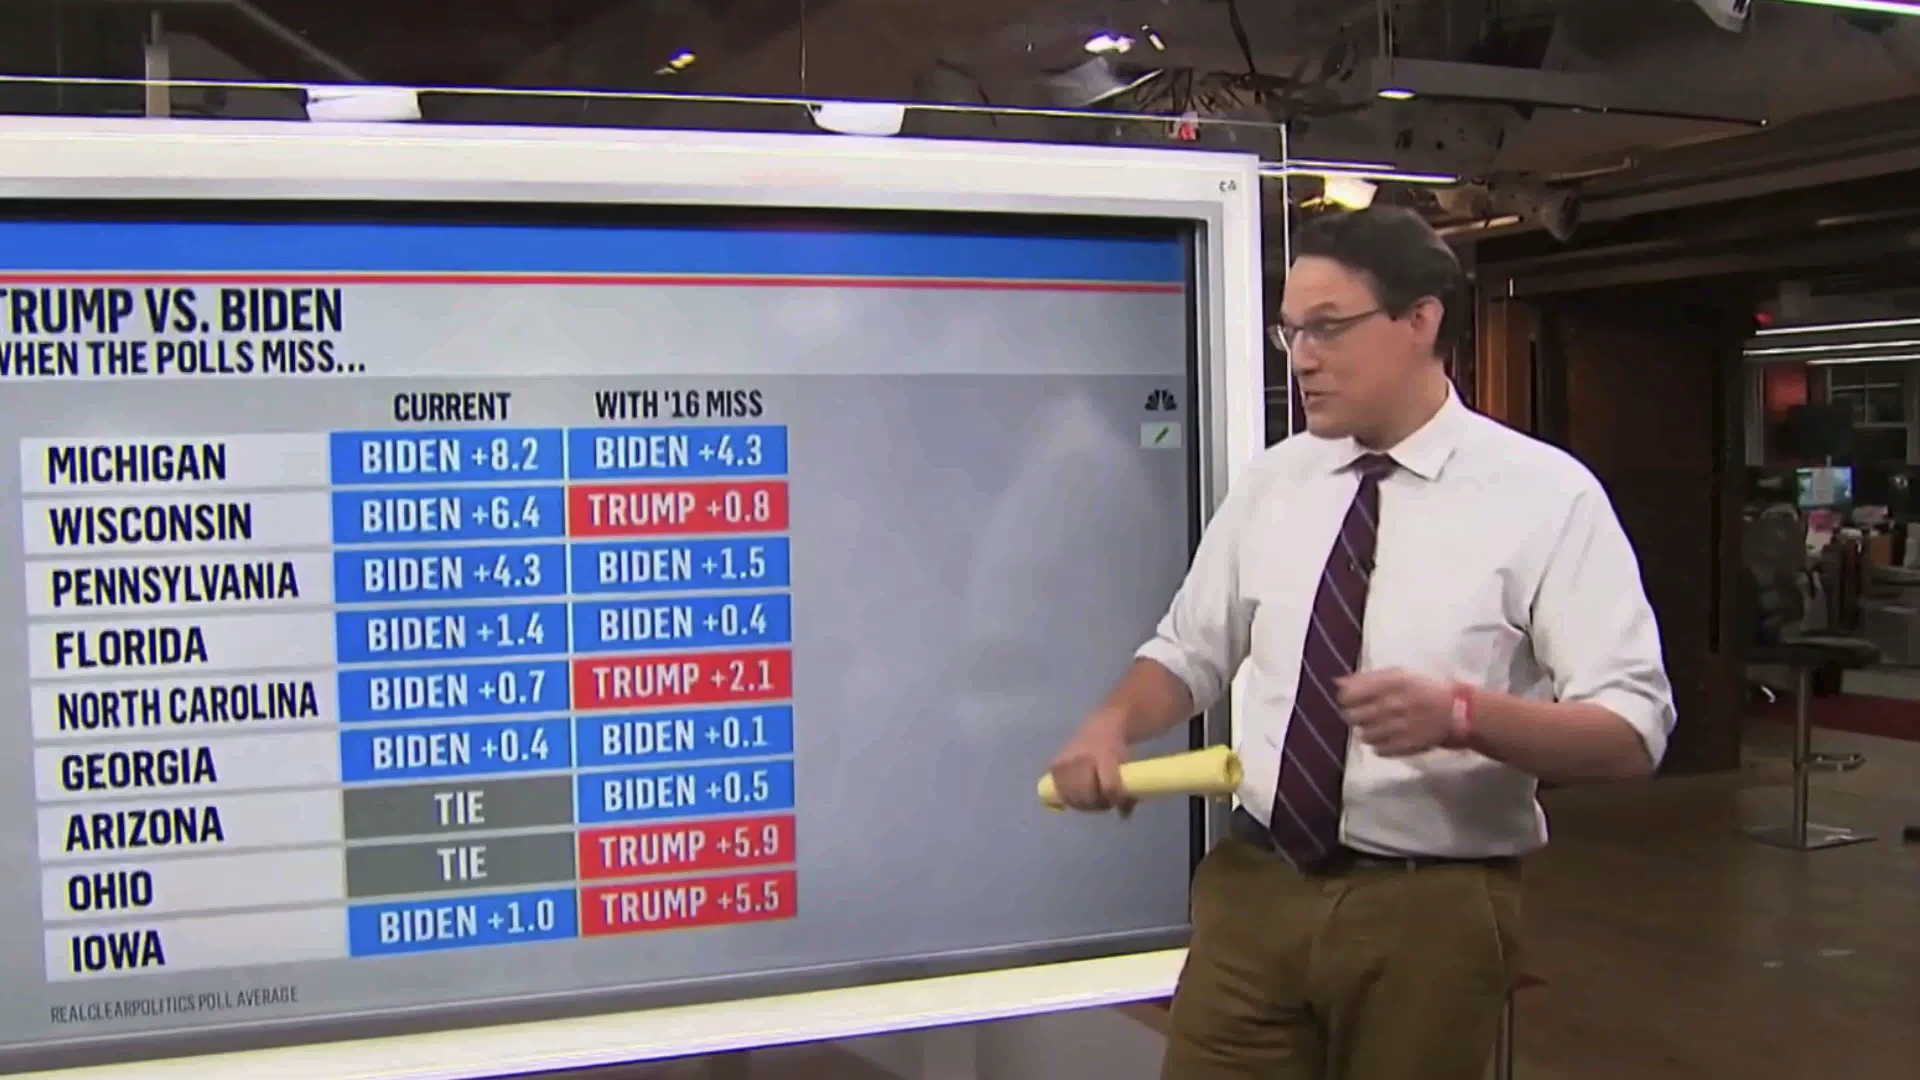 TRUMP VS. BIDEN
WHEN THE POLLS MISS...
CURRENT WITH '16 MISS
MICHIGAN BIDEN +8.2 BIDEN +4.3
WISCONSIN BIDEN +6.4 TRUMP +0.8
PENNSYLVANIA BIDEN +4.3 BIDEN +1.5
FLORIDA BIDEN +1.4 BIDEN +0.4
NORTH CAROLINA BIDEN +0.7 TRUMP +2.1
GEORGIA BIDEN +0.4 BIDEN +0.1
ARIZONA TIE BIDEN +0.5
OHIO TIE TRUMP +5.9
IOWA BIDEN +1.0 TRUMP +5.5
REALCLEARPOLITICS POLL AVERAGE